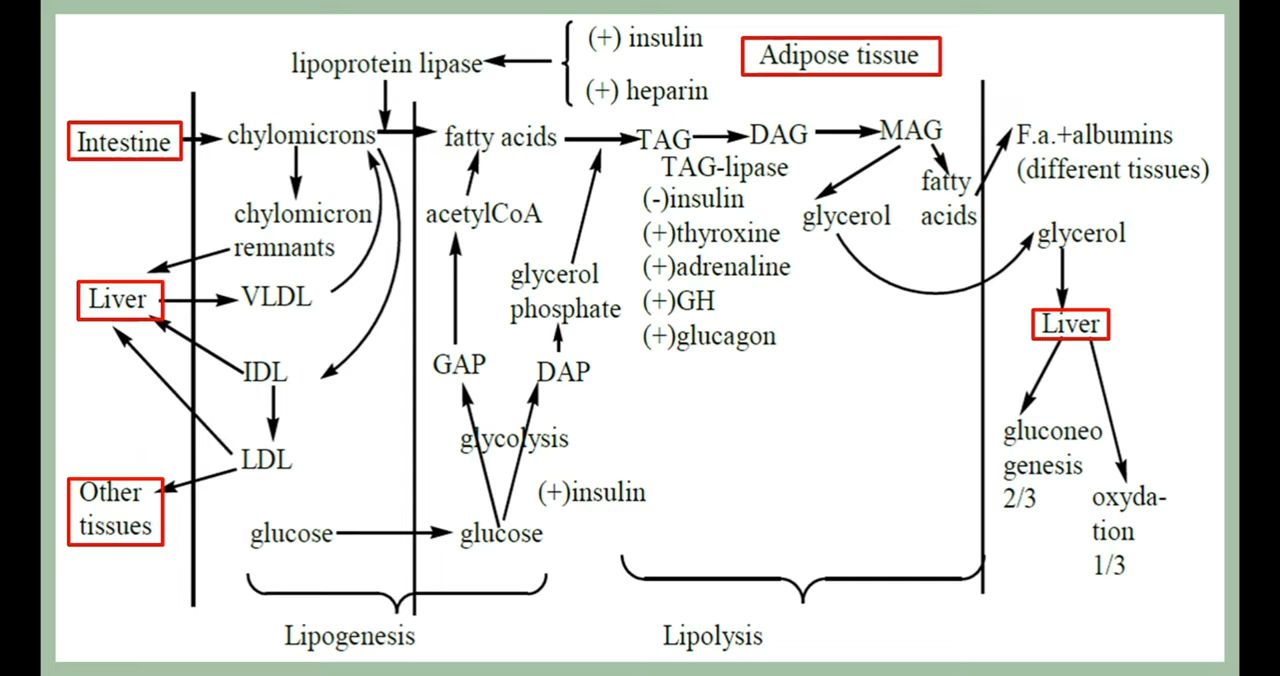 (+) insulin
lipoprotein lipase
(+) heparin
Adipose tissue
Intestine
chylomicrons
fatty acids
TAG
DAG
MAG
F.a.+albumins
(different tissues)
TAG-lipase
(-)insulin
(+)thyroxine
(+)adrenaline
(+)GH
(+)glucagon
glycerol
fatty
acids
glycerol
chylomicron
remnants
acetylCoA
glycerol
phosphate
Liver
VLDL
IDL
LDL
GAP
DAP
glycolysis
(+)insulin
Other
tissues
glucose
glucose
Liver
gluconeo
genesis
2/3
oxyda-
tion
1/3
Lipogenesis
Lipolysis